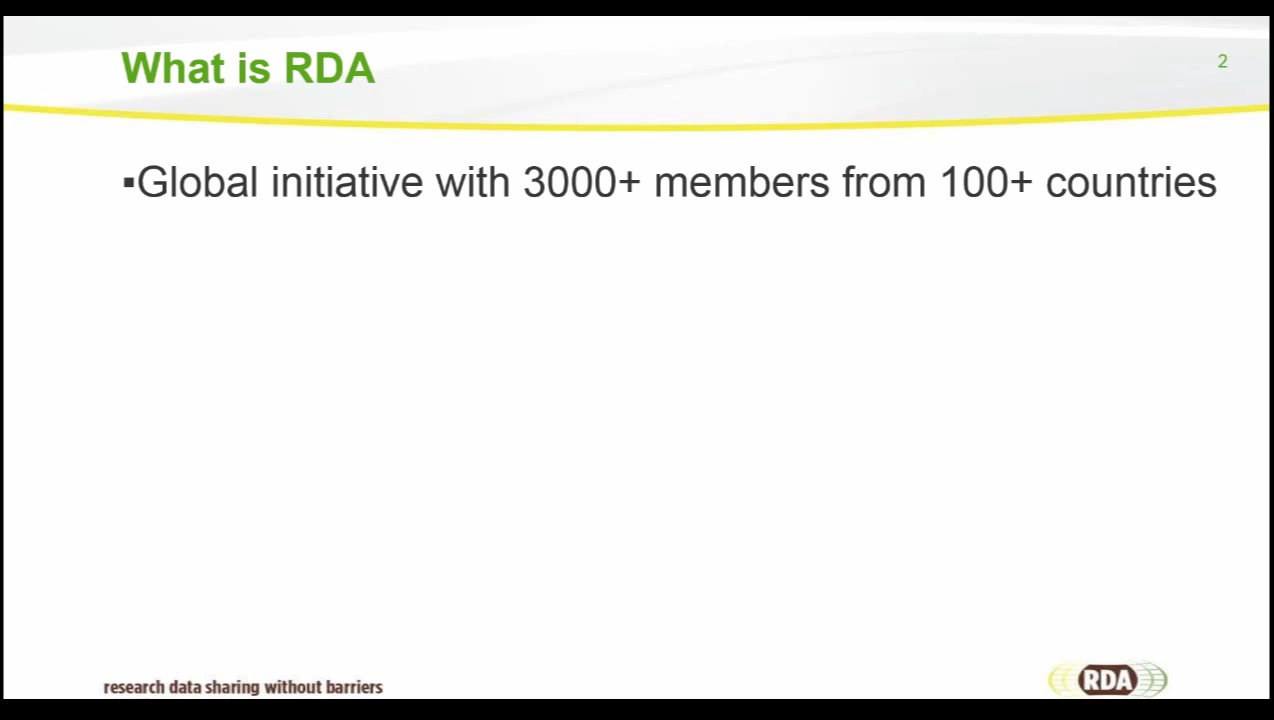 What is RDA
2
▪Global initiative with 3000+ members from 100+ countries
research data sharing without barriers
RDA